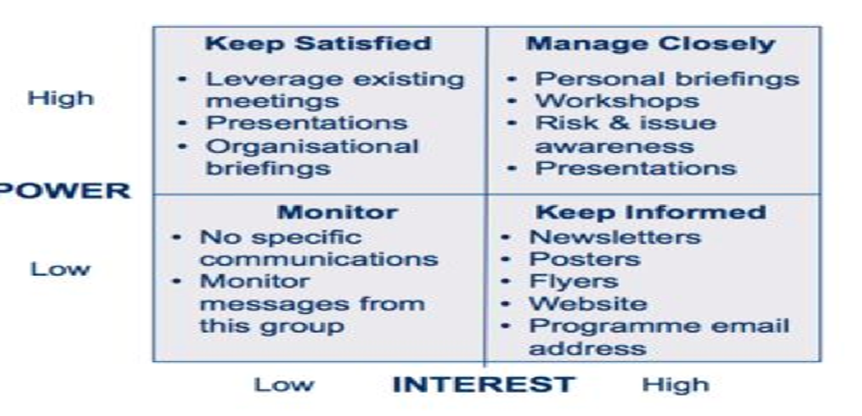 Keep Satisfied
• Leverage existing
meetings
• Presentations
• Organisational
briefings
Manage Closely
• Personal briefings
• Workshops
• Risk & issue
awareness
• Presentations
High
POWER
Low
Monitor
• No specific
communications
• Monitor
messages from
this group
Keep Informed
• Newsletters
• Posters
• Flyers
• Website
• Programme email
address
Low INTEREST High